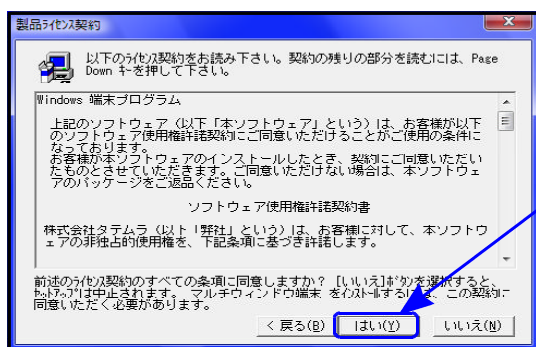 製品ライセンス契約
以下のライセンス契約をお読み下さい。契約の残りの部分を読むには、Page
Down キーを押して下さい。
Windows 端末プログラム
上記のソフトウェア(以下「本ソフトウェア」という)は、お客様が以下
のソフトウェア使用権許諾契約にご同意いただけることがご使用の条件に
なっております。
お客様が本ソフトウェアのインストールしたとき、契約にご同意いただい
たものとさせていただきます。ご同意いただけない場合は、本ソフトウェ
アのパッケージをご返品ください。
ソフトウェア使用権許諾契約書
株式会社タテムラ(以下「弊社」という)は、お客様に対して、本ソフトウ
ェアの非独占的使用権を、下記条項に基づき許諾します。
前述のライセンス契約のすべての条項に同意しますか? [いいえ]ボタンを選択すると、
セットアップは中止されます。 マルチウィンドウ端末 をインストールするには、この契約に
同意していただく必要があります。
< 戻る(B)
はい(Y)
いいえ(N)